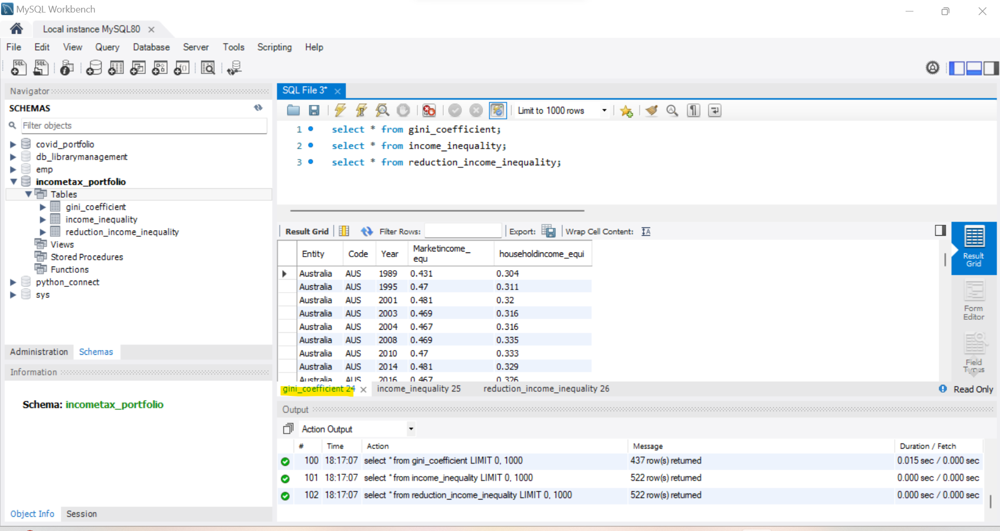 MySQL Workbench
Local instance MySQL80
File Edit View Query Database Server Tools Scripting Help
Navigator
SCHEMAS
Filter objects
covid_portfolio
db_librarymanagement
emp
incometax_portfolio
Tables
gini_coefficient
income_inequality
reduction_income_inequality
Views
Stored Procedures
Functions
python_connect
sys
Administration Schemas
Information
Schema: incometax_portfolio
Object Info Session
SQL File 3*
Limit to 1000 rows
1 select * from gini_coefficient;
2 select * from income_inequality;
3 select * from reduction_income_inequality;
Result Grid Filter Rows: Export: Wrap Cell Content:
Entity Code Year Marketincome_
equ householdincome_equi
Australia AUS 1989 0.431 0.304
Australia AUS 1995 0.47 0.311
Australia AUS 2001 0.481 0.32
Australia AUS 2003 0.469 0.316
Australia AUS 2004 0.467 0.316
Australia AUS 2008 0.469 0.335
Australia AUS 2010 0.47 0.333
Australia AUS 2014 0.481 0.329
Australia AUS 2016 0.467 0.326
Result
Grid
Form
Editor
Field
Types
gini_coefficient 24 income_inequality 25 reduction_income_inequality 26
Read Only
Output
Action Output
# Time Action Message Duration / Fetch
100 18:17:07 select * from gini_coefficient LIMIT 0, 1000 437 row(s) returned 0.015 sec / 0.000 sec
101 18:17:07 select * from income_inequality LIMIT 0, 1000 522 row(s) returned 0.000 sec / 0.000 sec
102 18:17:07 select * from reduction_income_inequality LIMIT 0, 1000 522 row(s) returned 0.000 sec / 0.000 sec